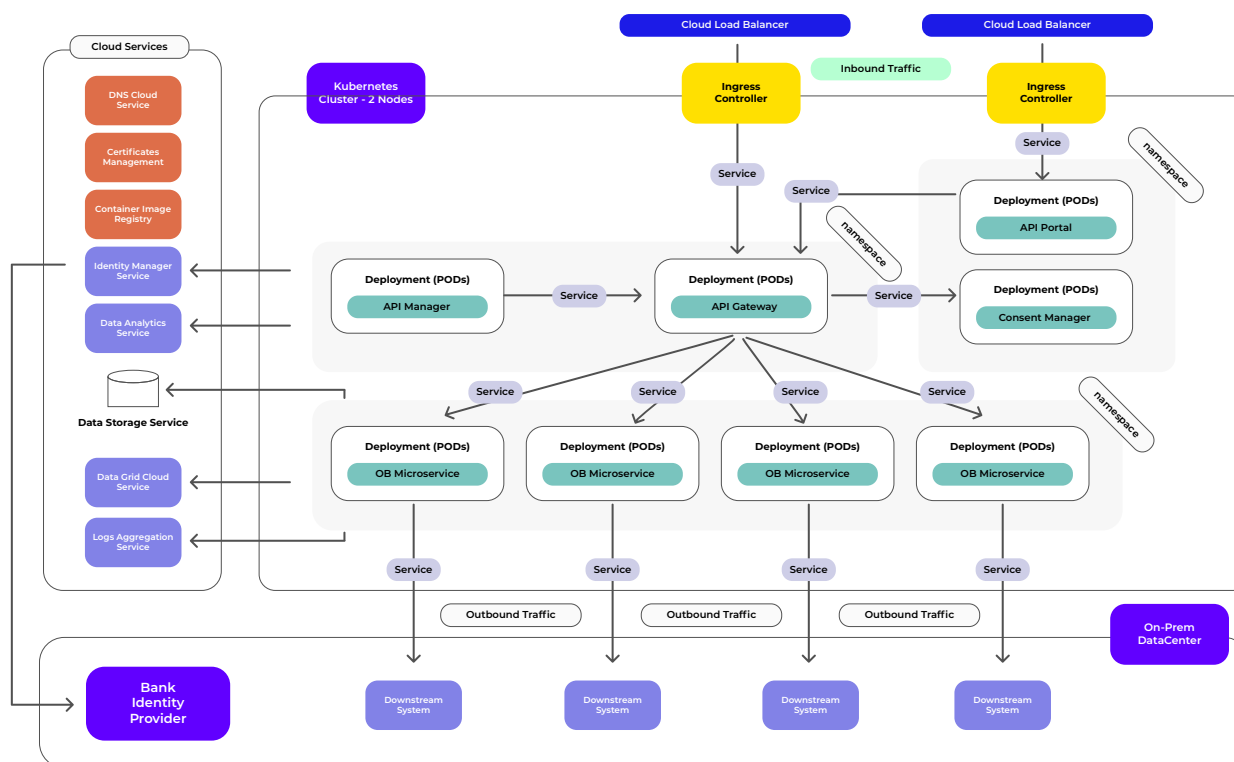 Cloud Load Balancer
Cloud Load Balancer
Cloud Services
Inbound Traffic
Kubernetes
Cluster - 2 Nodes
Ingress
Controller
Ingress
Controller
DNS Cloud
Service
Certificates
Management
Container Image
Registry
Identity Manager
Service
Data Analytics
Service
Data Storage Service
Data Grid Cloud
Service
Logs Aggregation
Service
Service
Service
Service
namespace
namespace
Deployment (PODs)
API Portal
Deployment (PODs)
API Manager
Service
Deployment (PODs)
API Gateway
Service
Deployment (PODs)
Consent Manager
Service
Service
Service
Service
namespace
Deployment (PODs)
OB Microservice
Deployment (PODs)
OB Microservice
Deployment (PODs)
OB Microservice
Deployment (PODs)
OB Microservice
Service
Service
Service
Service
Outbound Traffic
Outbound Traffic
Outbound Traffic
On-Prem
DataCenter
Bank
Identity
Provider
Downstream
System
Downstream
System
Downstream
System
Downstream
System